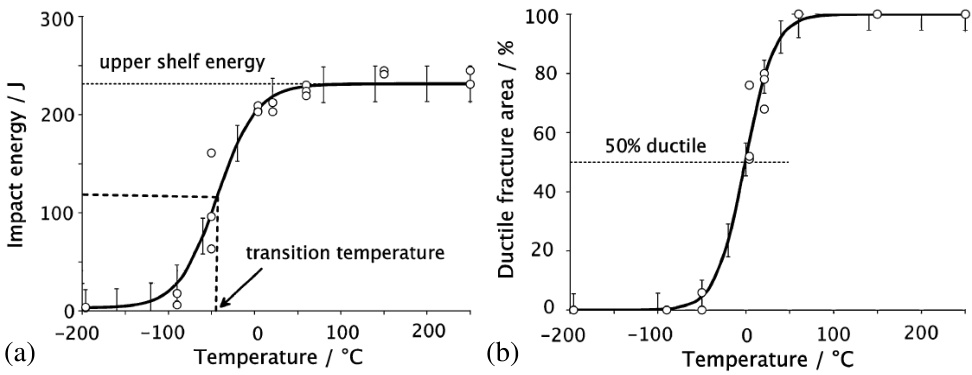 300
200
100
0
Impact energy / J
upper shelf energy
transition temperature
−200 −100 0 100 200
Temperature / °C
(a)
100
80
60
40
20
0
Ductile fracture area / %
50% ductile
−200 −100 0 100 200
Temperature / °C
(b)